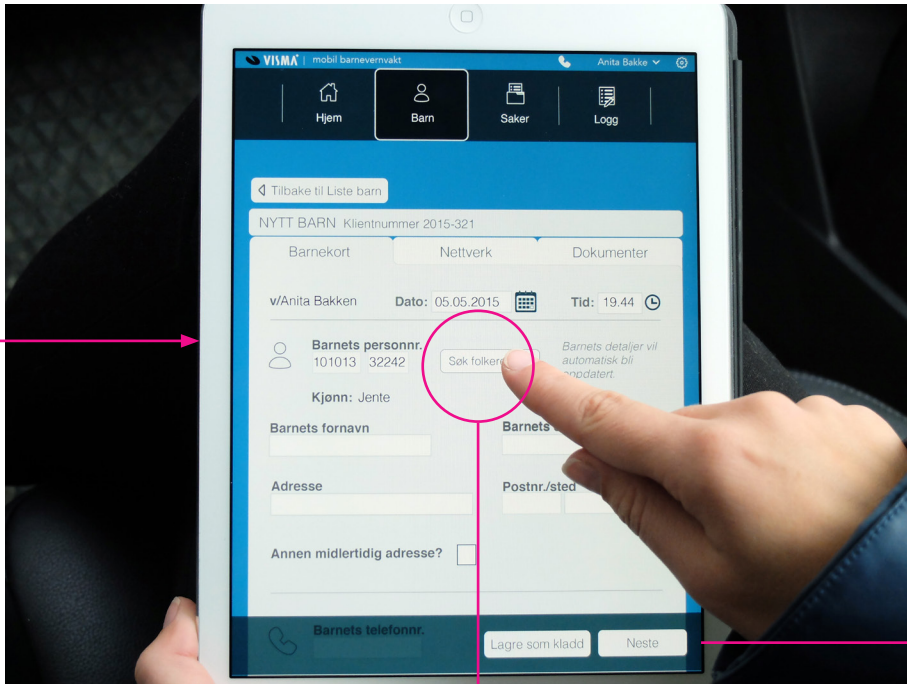 VISMA | mobil barnevernvakt Anita Bakke
Hjem Barn Saker Logg
Tilbake til Liste barn
NYTT BARN Klientnummer 2015-321
Barnekort Nettverk Dokumenter
v/Anita Bakken Dato: 05.05.2015 Tid: 19.44
Barnets personnr.
101013 32242
Søk
Barnets detaljer vil
automatisk bli
oppdatert.
Kjønn: Jente
Barnets fornavn Barnets
Adresse Postnr./sted
Annen midlertidig adresse?
Barnets telefonnr.
Lagre som kladd Neste